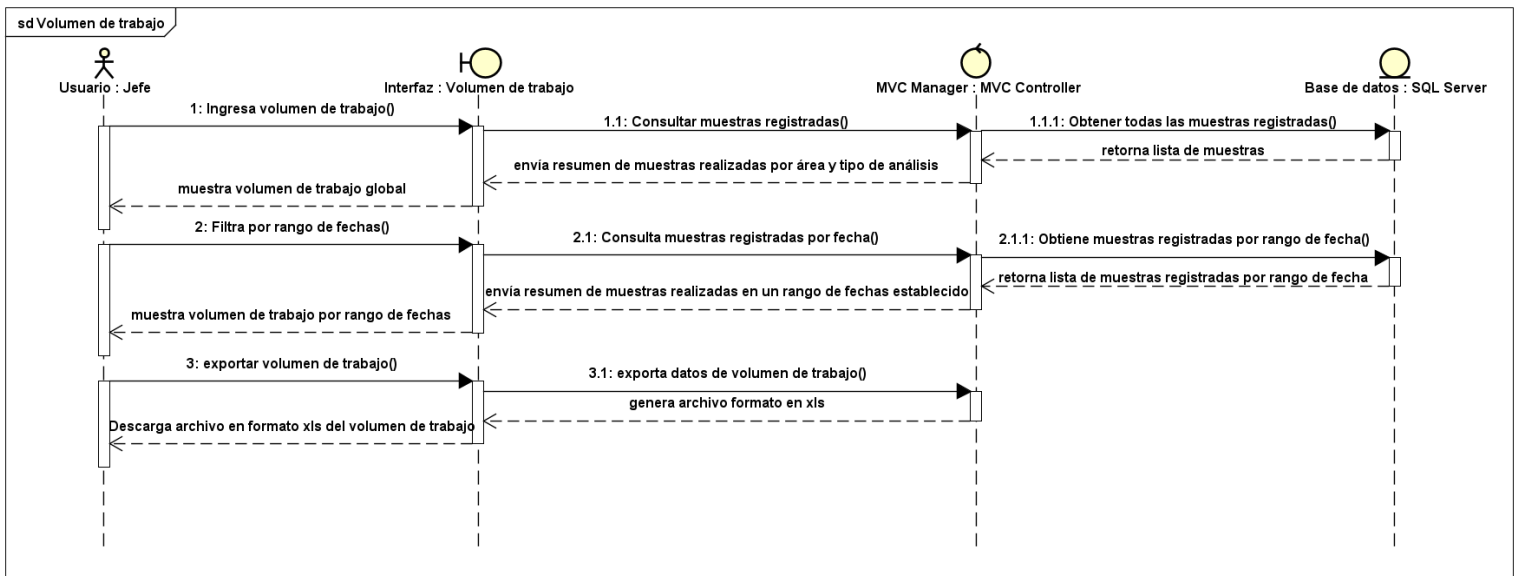 sd Volumen de trabajo
Usuario : Jefe
Interfaz : Volumen de trabajo
MVC Manager : MVC Controller
Base de datos : SQL Server
1: Ingresa volumen de trabajo()
1.1: Consultar muestras registradas()
1.1.1: Obtener todas las muestras registradas()
retorna lista de muestras
envía resumen de muestras realizadas por área y tipo de análisis
muestra volumen de trabajo global
2: Filtra por rango de fechas()
2.1: Consulta muestras registradas por fecha()
2.1.1: Obtiene muestras registradas por rango de fecha()
retorna lista de muestras registradas por rango de fecha
envía resumen de muestras realizadas en un rango de fechas establecido
muestra volumen de trabajo por rango de fechas
3: exportar volumen de trabajo()
3.1: exporta datos de volumen de trabajo()
genera archivo formato en xls
Descarga archivo en formato xls del volumen de trabajo